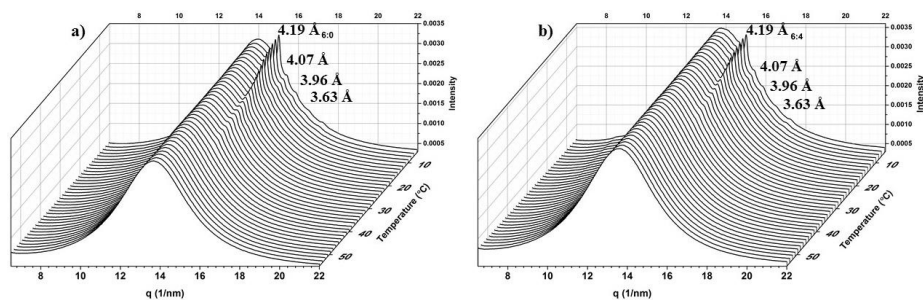 a)
8 10 12 14 16 18 20 22
4.19 Å6:0
4.07 Å
3.96 Å
3.63 Å
0.0035
0.0030
0.0025
0.0020
0.0015
0.0010
0.0005
Intensity
10
20
30
40
50
Temperature (°C)
8 10 12 14 16 18 20 22
q (1/nm)
b)
8 10 12 14 16 18 20 22
4.19 Å6:4
4.07 Å
3.96 Å
3.63 Å
0.0035
0.0030
0.0025
0.0020
0.0015
0.0010
0.0005
Intensity
10
20
30
40
50
Temperature (°C)
8 10 12 14 16 18 20 22
q (1/nm)